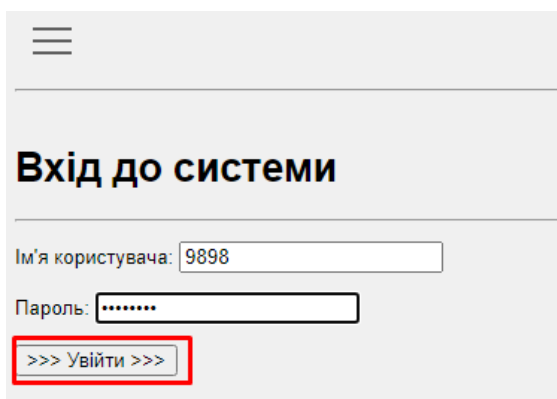 Вхід до системи
Ім'я користувача: 9898
Пароль: ••••••••
>>> Увійти >>>